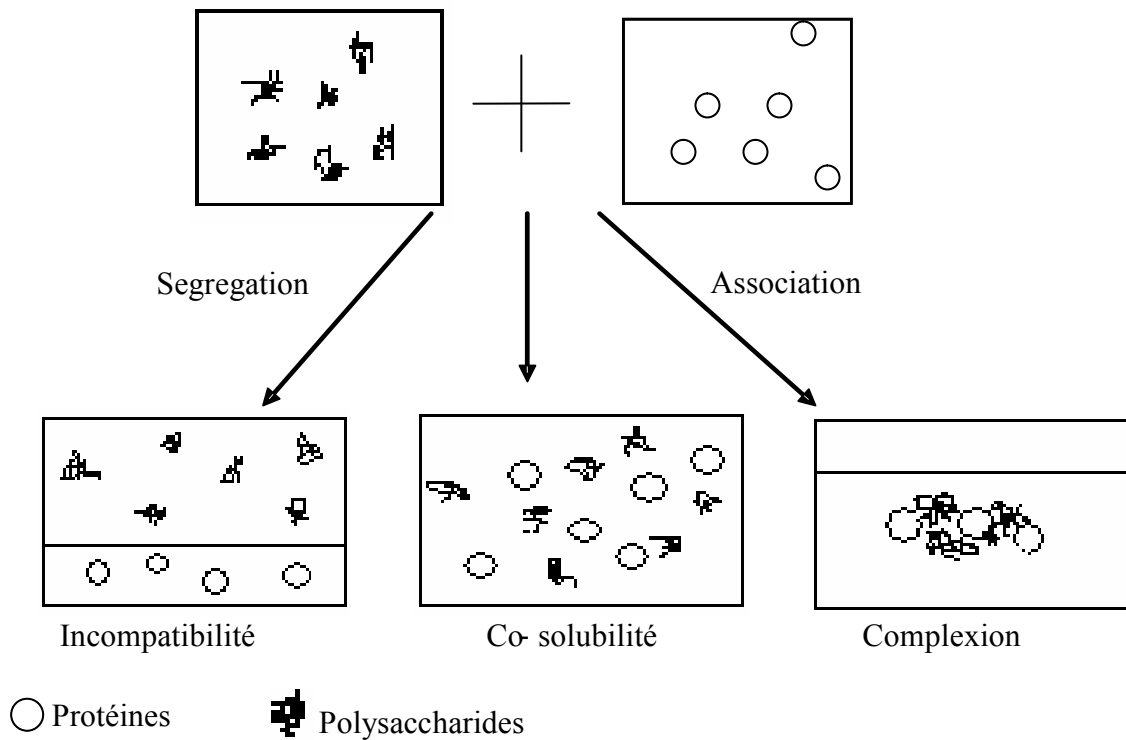 Segregation
Association
Incompatibilité
Co- solubilité
Complexion
Protéines
Polysaccharides